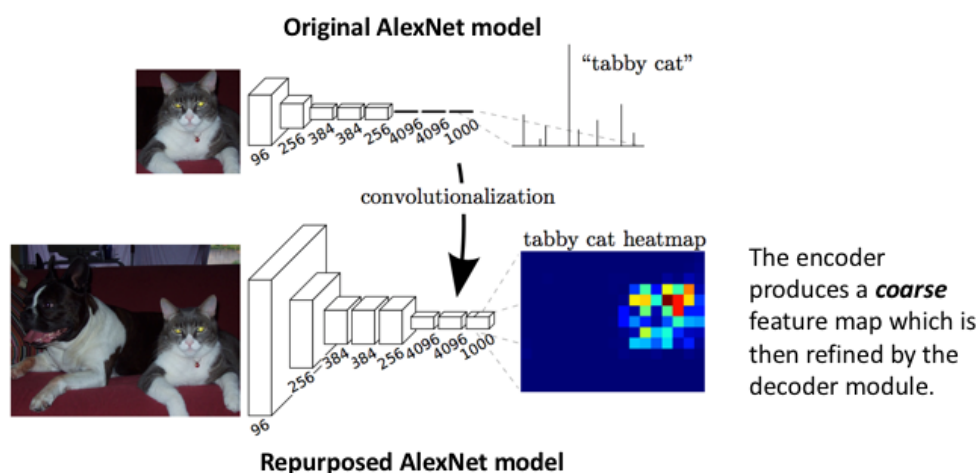 Original AlexNet model
“tabby cat”
96
256
384
384
256
4096
4096
1000
convolutionalization
tabby cat heatmap
96
256
384
384
256
4096
4096
1000
The encoder
produces a coarse
feature map which is
then refined by the
decoder module.
Repurposed AlexNet model